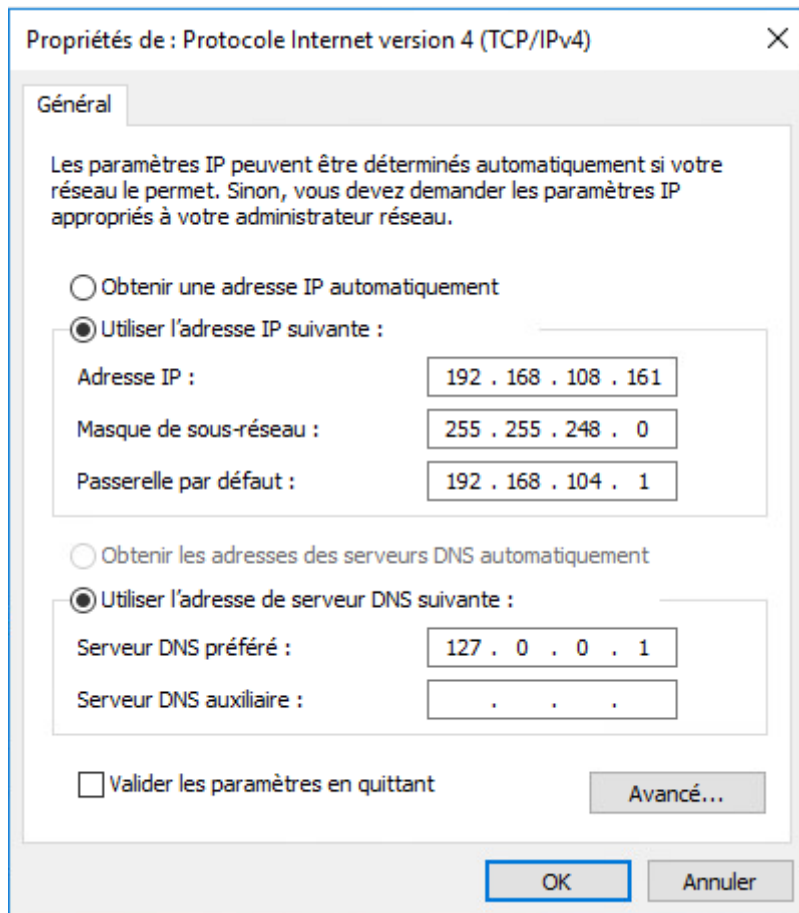 Propriétés de : Protocole Internet version 4 (TCP/IPv4)
Général
Les paramètres IP peuvent être déterminés automatiquement si votre
réseau le permet. Sinon, vous devez demander les paramètres IP
appropriés à votre administrateur réseau.
Obtenir une adresse IP automatiquement
Utiliser l'adresse IP suivante :
Adresse IP : 192 . 168 . 108 . 161
Masque de sous-réseau : 255 . 255 . 248 . 0
Passerelle par défaut : 192 . 168 . 104 . 1
Obtenir les adresses des serveurs DNS automatiquement
Utiliser l'adresse de serveur DNS suivante :
Serveur DNS préféré : 127 . 0 . 0 . 1
Serveur DNS auxiliaire : . . .
Valider les paramètres en quittant
Avancé...
OK Annuler